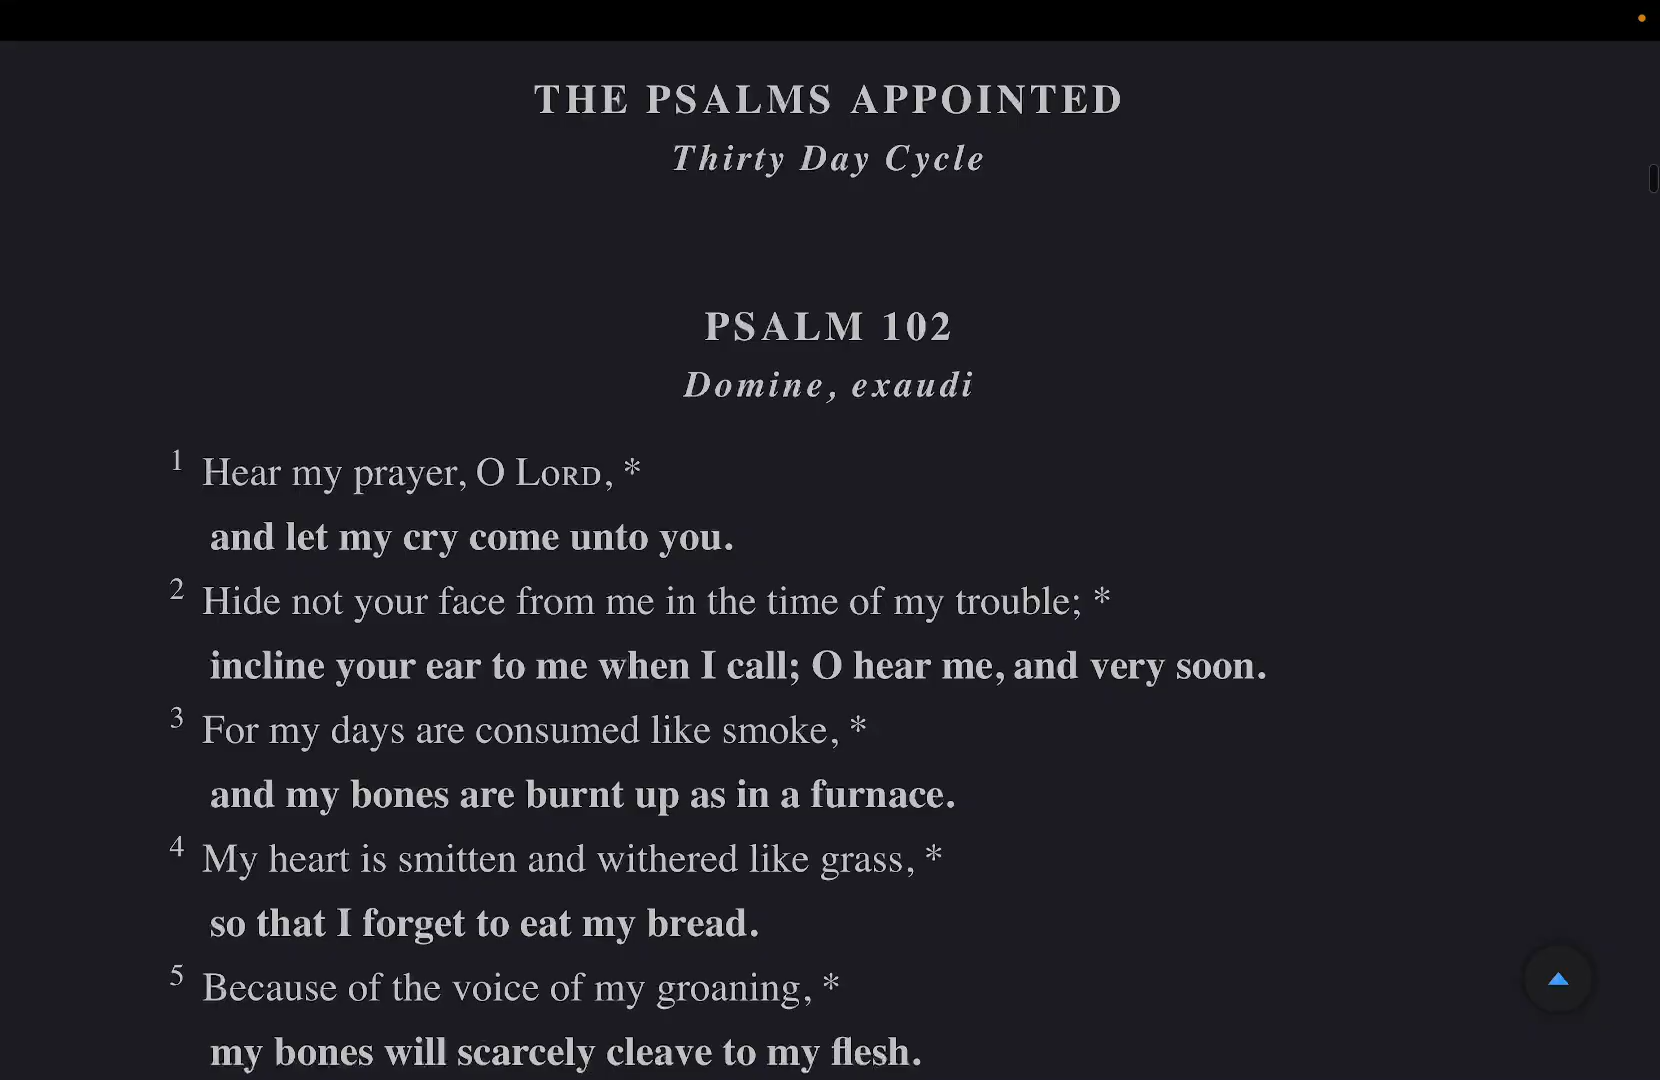 THE PSALMS APPOINTED
Thirty Day Cycle
PSALM 102
Domine, exaudi
1 Hear my prayer, O LORD, *
and let my cry come unto you.
2 Hide not your face from me in the time of my trouble; *
incline your ear to me when I call; O hear me, and very soon.
3 For my days are consumed like smoke, *
and my bones are burnt up as in a furnace.
4 My heart is smitten and withered like grass, *
so that I forget to eat my bread.
5 Because of the voice of my groaning, *
my bones will scarcely cleave to my flesh.